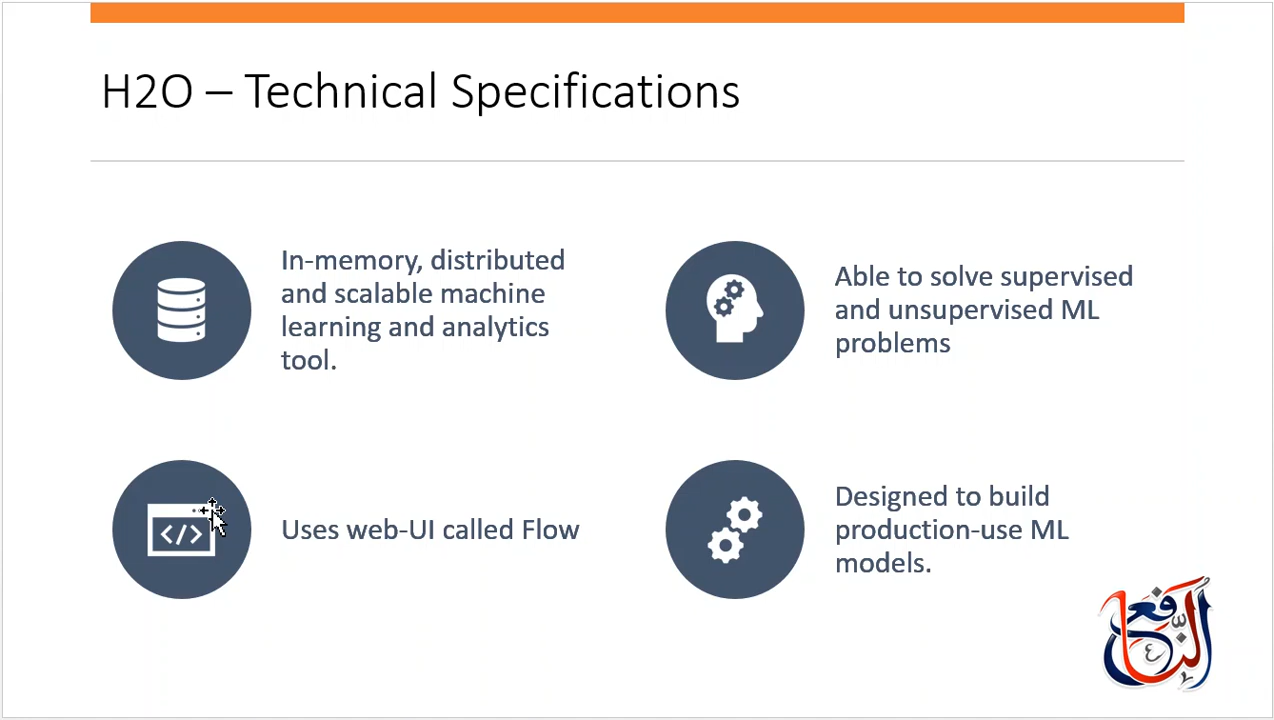 H2O – Technical Specifications
In-memory, distributed
and scalable machine
learning and analytics
tool.
Able to solve supervised
and unsupervised ML
problems
</>
Uses web-UI called Flow
Designed to build
production-use ML
models.